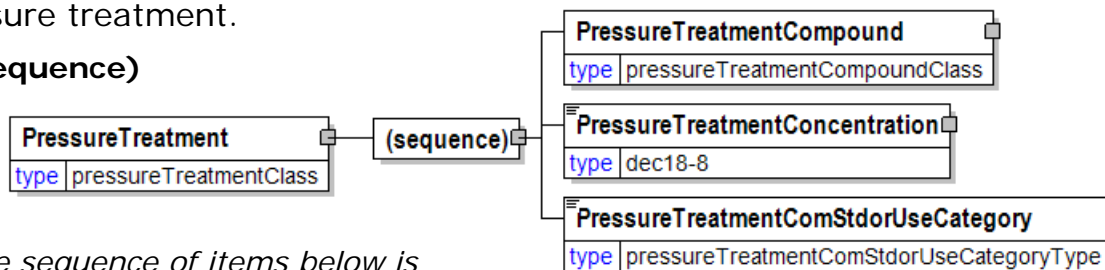 sure treatment.
equence)
PressureTreatment
type pressureTreatmentClass
(sequence)
PressureTreatmentCompound
type pressureTreatmentCompoundClass
PressureTreatmentConcentration
type dec18-8
PressureTreatmentComStdorUseCategory
type pressureTreatmentComStdorUseCategoryType
e sequence of items below is